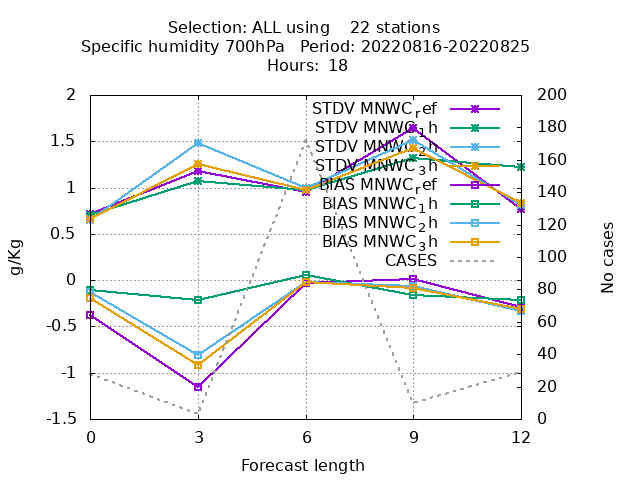 Selection: ALL using 22 stations
Specific humidity 700hPa Period: 20220816-20220825
Hours: 18
2
1.5
1
0.5
0
-0.5
-1
-1.5
200
180
160
140
120
100
80
60
40
20
0
STDV MNWC_ref
STDV MNWC_1h
STDV MNWC_2h
STDV MNWC_3h
BIAS MNWC_ref
BIAS MNWC_1h
BIAS MNWC_2h
BIAS MNWC_3h
CASES
g/Kg
No cases
0 3 6 9 12
Forecast length